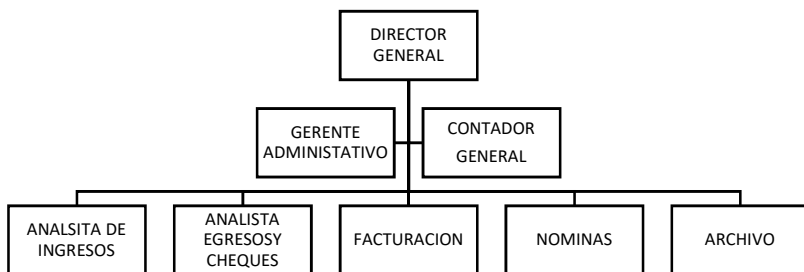 DIRECTOR
GENERAL
GERENTE
ADMINISTATIVO
CONTADOR
GENERAL
ANALSITA DE
INGRESOS
ANALISTA
EGRESOSY
CHEQUES
FACTURACION
NOMINAS
ARCHIVO